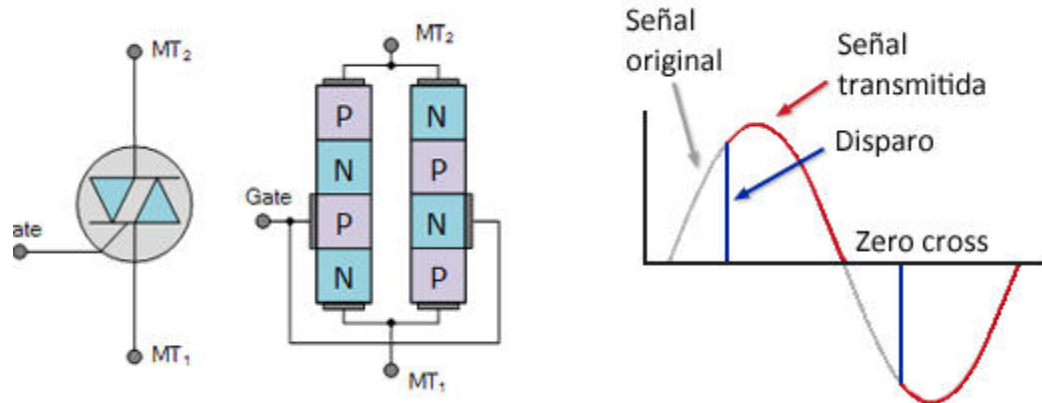 MT2
ate
MT1
MT2
P
N
N
P
Gate
P
N
N
P
MT1
Señal
original
Señal
transmitida
Disparo
Zero cross